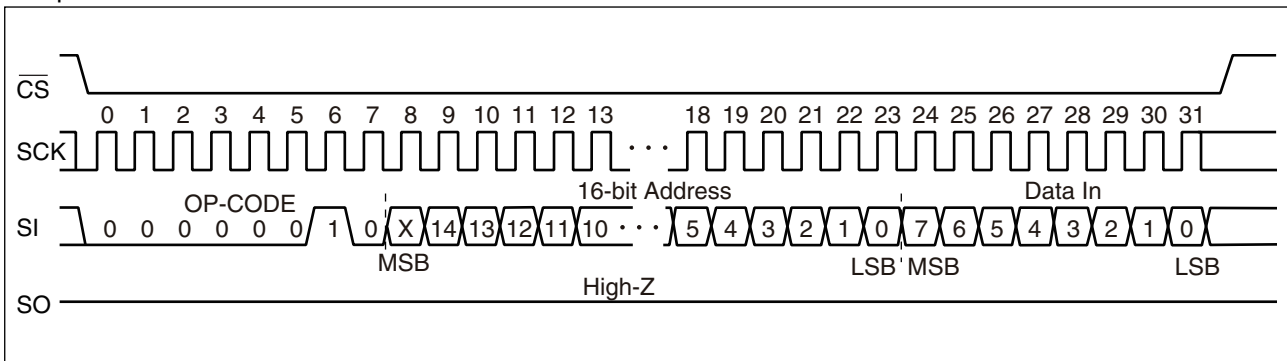 CS
0 1 2 3 4 5 6 7 8 9 10 11 12 13 18 19 20 21 22 23 24 25 26 27 28 29 30 31
SCK ···
OP-CODE 16-bit Address Data In
SI 0 0 0 0 0 0 1 0 X 14 13 12 11 10 ··· 5 4 3 2 1 0 7 6 5 4 3 2 1 0
MSB LSB MSB LSB
High-Z
SO